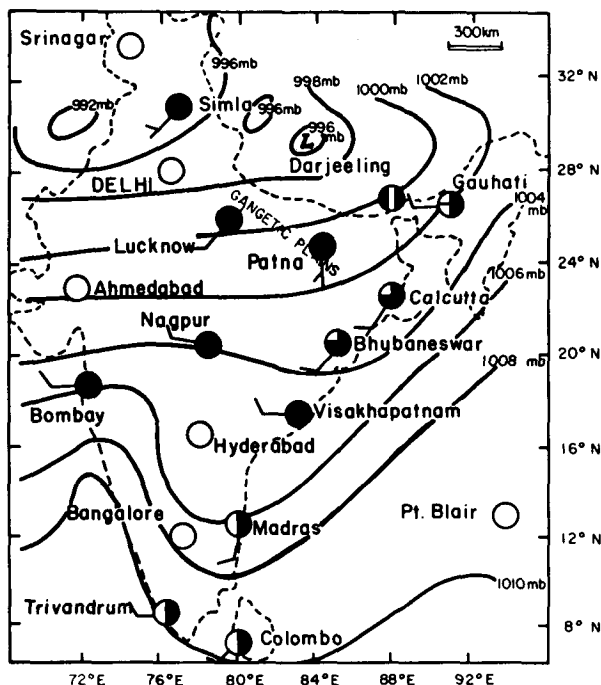 Srinagar
300km
996mb
998mb
1000mb
1002mb
32° N
992mb
Simla
996mb
996
mb
L
Darjeeling
28° N
DELHI
Gauhati
GANGETIC PLAINS
1004
mb
Lucknow
Patna
1006mb
24° N
Ahmedabad
Calcutta
Nagpur
Bhubaneswar
1008 mb
20° N
Bombay
Visakhapatnam
Hyderabad
16° N
Bangalore
Madras
Pt. Blair
12° N
1010mb
Trivandrum
Colombo
8° N
72°E
76°E
80°E
84°E
88°E
92°E